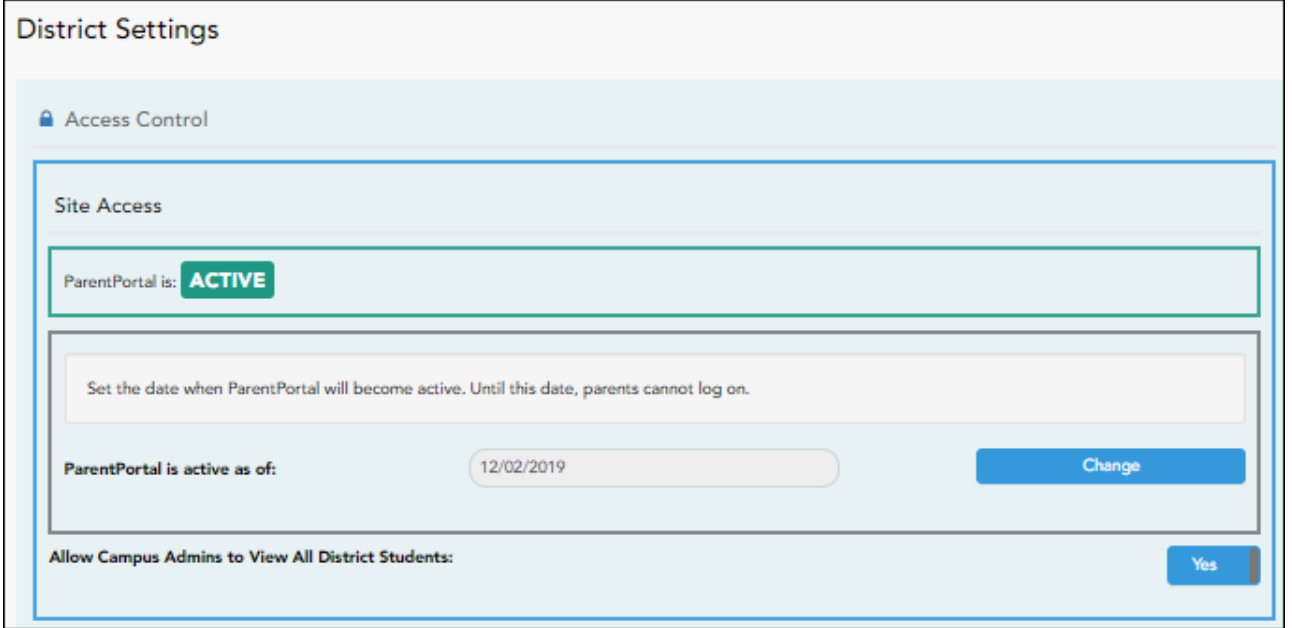 District Settings
Access Control
Site Access
ParentPortal is: ACTIVE
Set the date when ParentPortal will become active. Until this date, parents cannot log on.
ParentPortal is active as of: 12/02/2019 Change
Allow Campus Admins to View All District Students: Yes